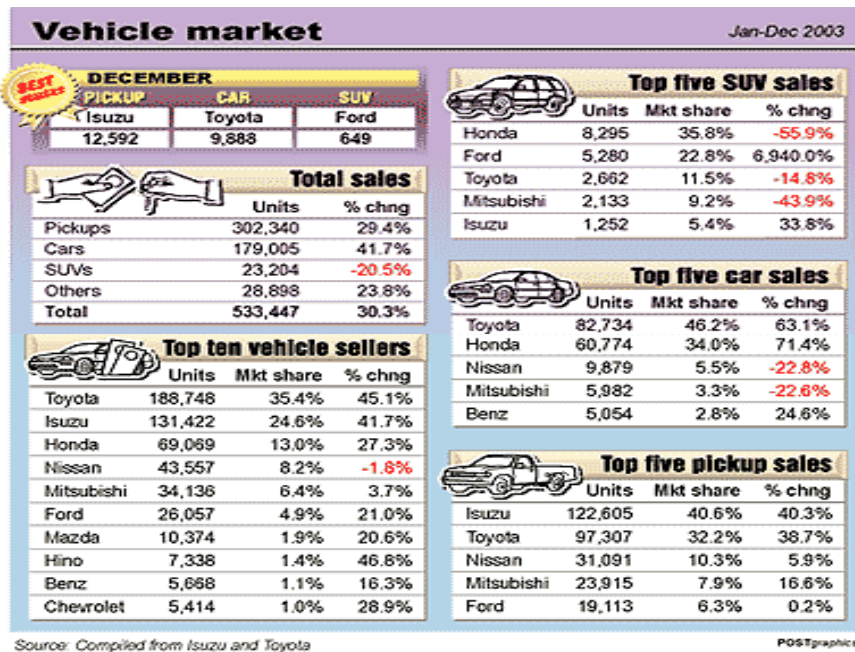 Vehicle market
Jan-Dec 2003
DECEMBER
BEST
PICKUP CAR SUV
Isuzu Toyota Ford
12,592 9,888 649
Total sales
Units % chng
Pickups 302,340 29.4%
Cars 179,005 41.7%
SUVs 23,204 -20.5%
Others 28,898 23.8%
Total 533,447 30.3%
Top ten vehicle sellers
Units Mkt share % chng
Toyota 188,748 35.4% 45.1%
Isuzu 131,422 24.6% 41.7%
Honda 69,069 13.0% 27.3%
Nissan 43,557 8.2% -1.8%
Mitsubishi 34,136 6.4% 3.7%
Ford 26,057 4.9% 21.0%
Mazda 10,374 1.9% 20.6%
Hino 7,338 1.4% 46.8%
Benz 5,668 1.1% 16.3%
Chevrolet 5,414 1.0% 28.9%
Top five SUV sales
Units Mkt share % chng
Honda 8,295 35.8% -55.9%
Ford 5,280 22.8% 6,940.0%
Toyota 2,662 11.5% -14.8%
Mitsubishi 2,133 9.2% -43.9%
Isuzu 1,252 5.4% 33.8%
Top five car sales
Units Mkt share % chng
Toyota 82,734 46.2% 63.1%
Honda 60,774 34.0% 71.4%
Nissan 9,879 5.5% -22.8%
Mitsubishi 5,982 3.3% -22.6%
Benz 5,054 2.8% 24.6%
Top five pickup sales
Units Mkt share % chng
Isuzu 122,605 40.6% 40.3%
Toyota 97,307 32.2% 38.7%
Nissan 31,091 10.3% 5.9%
Mitsubishi 23,915 7.9% 16.6%
Ford 19,113 6.3% 0.2%
Source: Compiled from Isuzu and Toyota
POSTgraphics